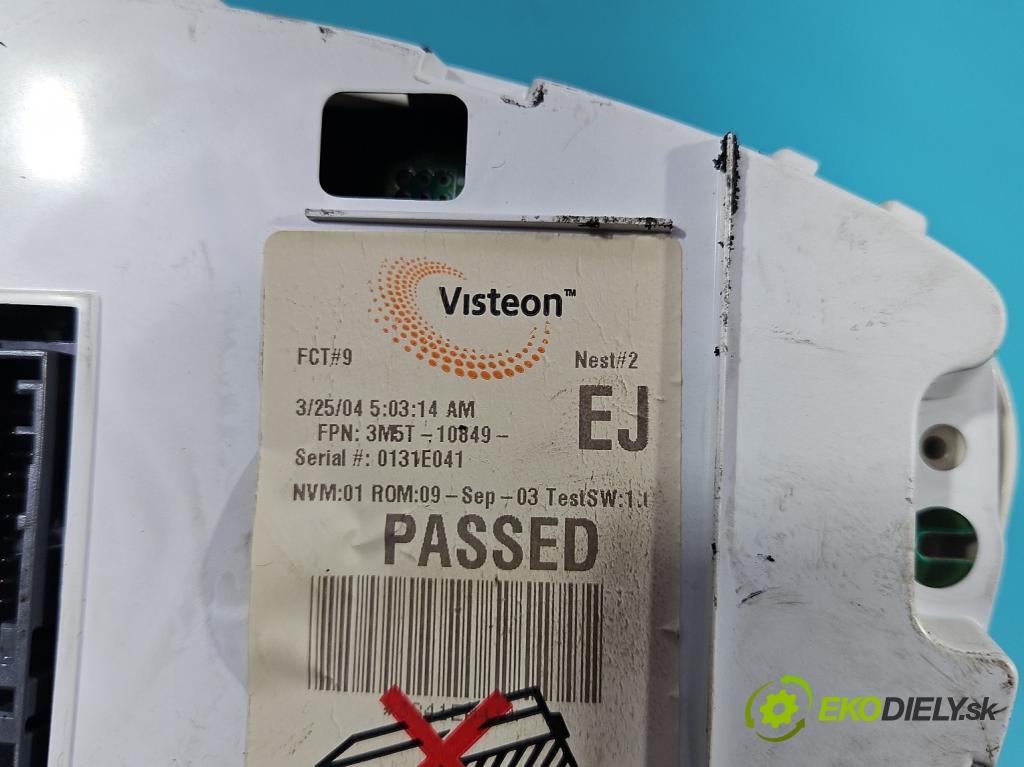 Visteon™
FCT#9 Nest#2
3/25/04 5:03:14 AM
EJ
FPN: 3M5T-10849-
Serial #: 0131E041
NVM:01 ROM:09-Sep-03 TestSW:1.
PASSED
EKODIELY.sk